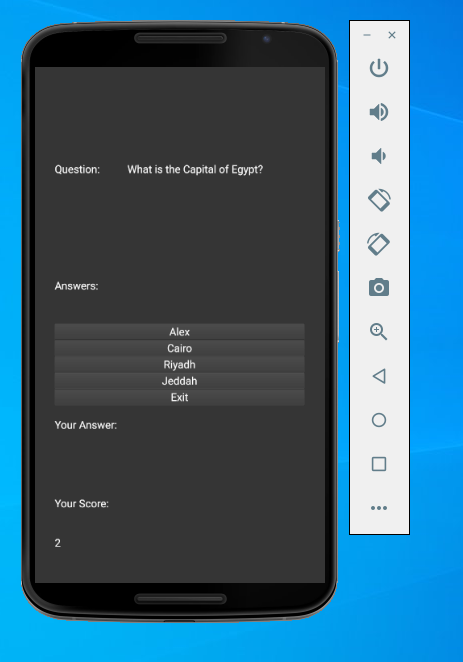 Question: What is the Capital of Egypt?
Answers:
Alex
Cairo
Riyadh
Jeddah
Exit
Your Answer:
Your Score:
2